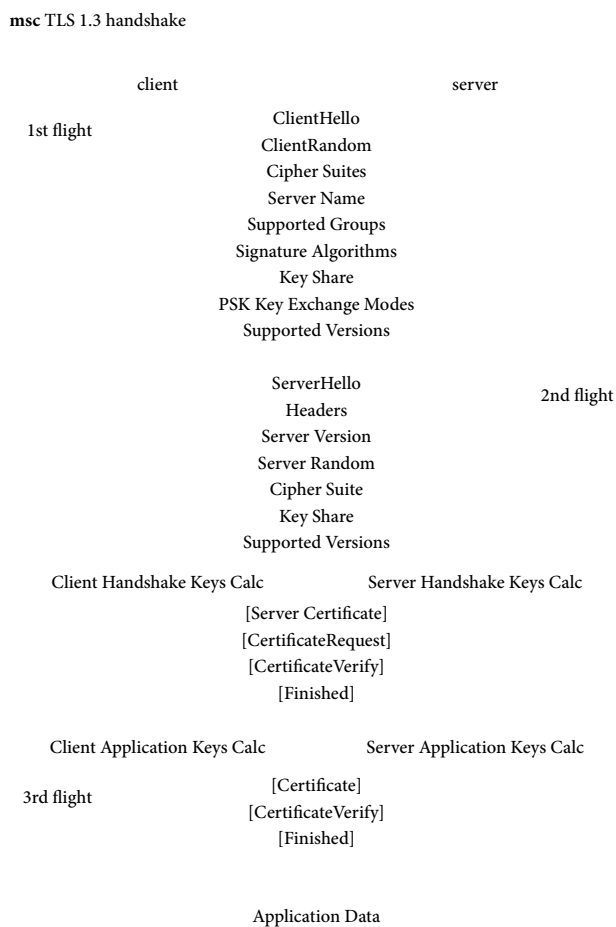 msc TLS 1.3 handshake
client server
1st flight
ClientHello
ClientRandom
Cipher Suites
Server Name
Supported Groups
Signature Algorithms
Key Share
PSK Key Exchange Modes
Supported Versions
ServerHello
2nd flight
Headers
Server Version
Server Random
Cipher Suite
Key Share
Supported Versions
Client Handshake Keys Calc Server Handshake Keys Calc
[Server Certificate]
[CertificateRequest]
[CertificateVerify]
[Finished]
Client Application Keys Calc Server Application Keys Calc
3rd flight
[Certificate]
[CertificateVerify]
[Finished]
Application Data